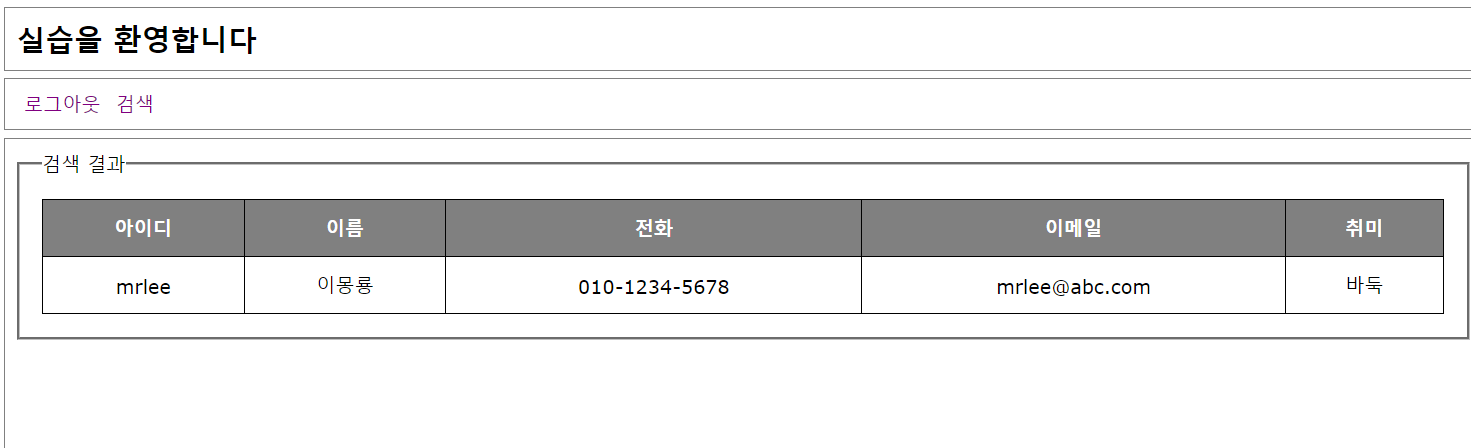 실습을 환영합니다
로그아웃 검색
검색 결과
아이디 이름 전화 이메일 취미
mrlee 이몽룡 010-1234-5678 mrlee@abc.com 바둑